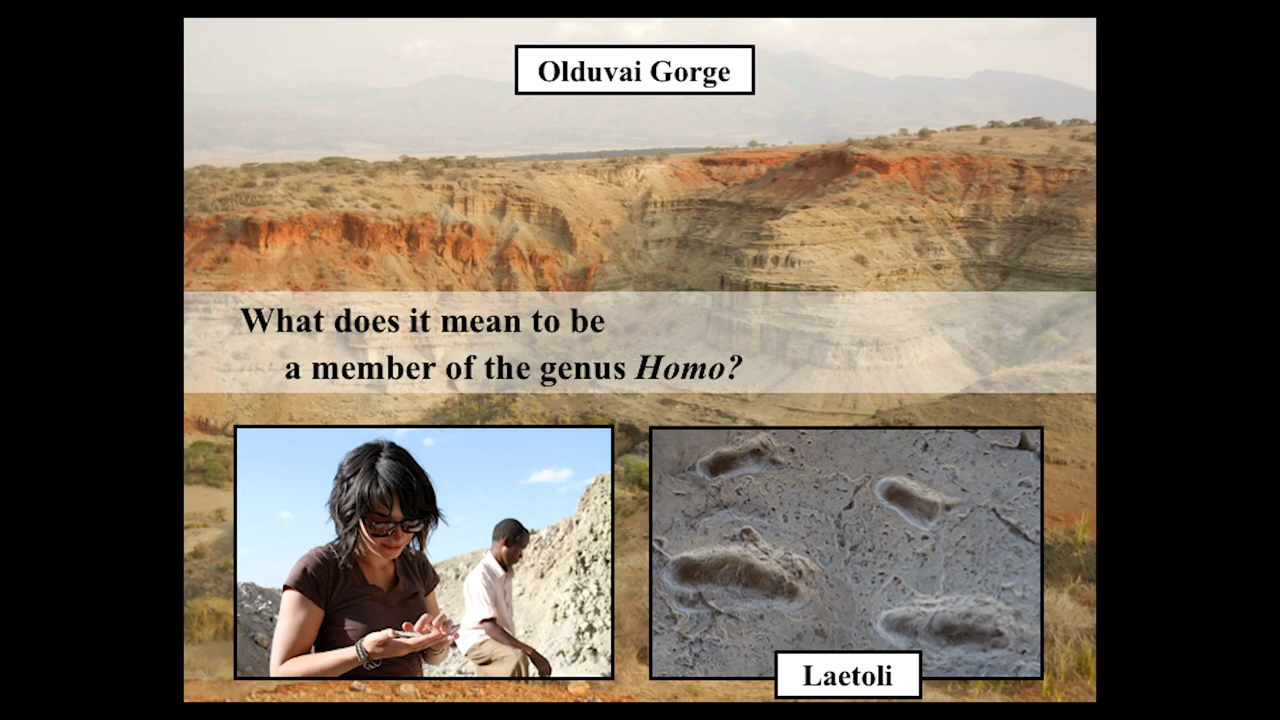 Olduvai Gorge
What does it mean to be
a member of the genus Homo?
Laetoli